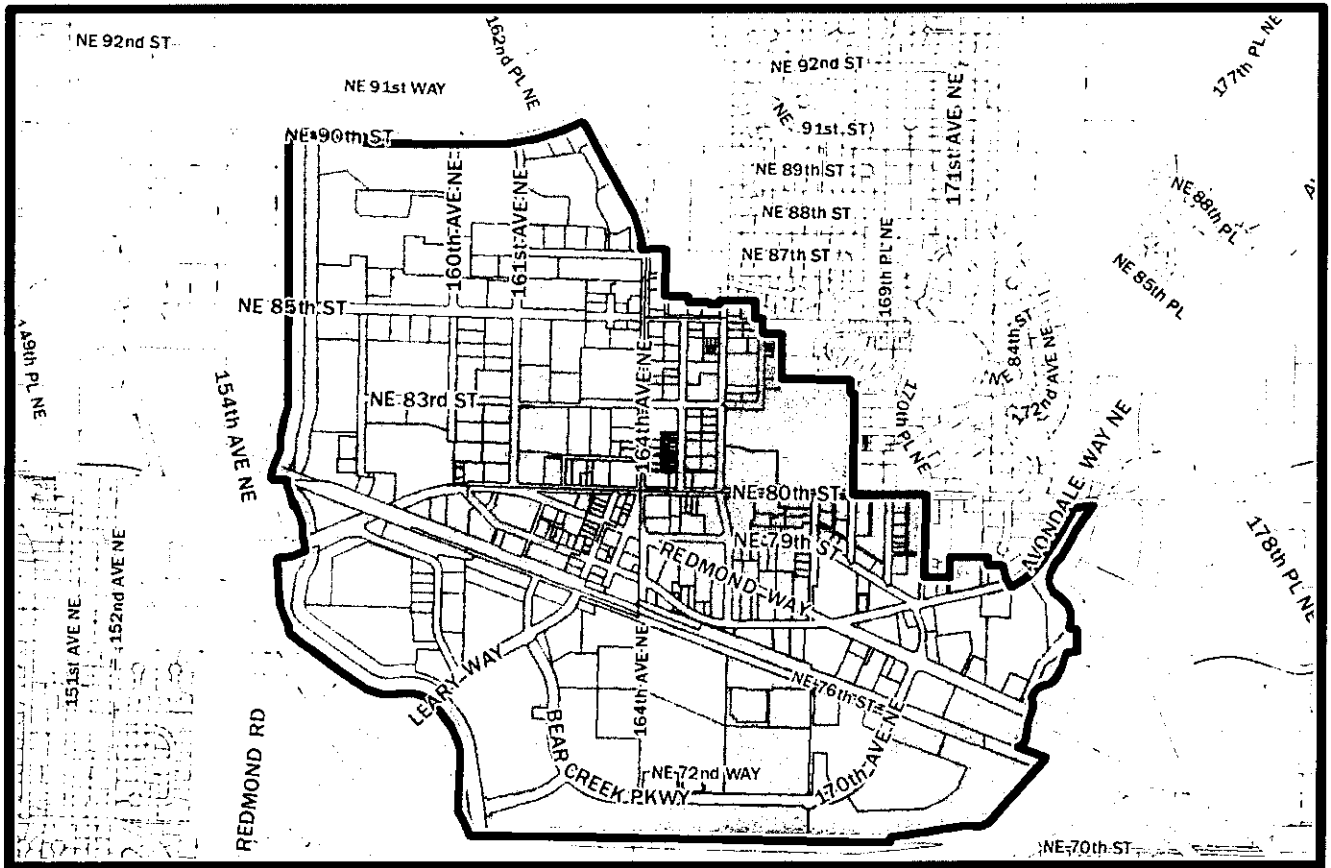 NE 92nd ST
162nd PL NE
NE 92nd ST
177th PL NE
NE 91st WAY
171st AVE NE
NE
91st ST
NE 90th ST
NE 89th ST
160th AVE NE
161st AVE NE
NE 88th ST
NE 88th PL
169th PL NE
NE 87th ST
NE 85th PL
NE 85th ST
NE 84th ST
172nd AVE NE
164th AVE NE
154th AVE NE
NE 83rd ST
170th PL NE
AVONDALE WAY NE
NE 80th ST
NE 79th ST
REDMOND WAY
178th PL NE
151st AVE NE
152nd AVE NE
LEARY WAY
164th AVE NE
NE 76th ST
REDMOND RD
BEAR CREEK PKWY
NE 72nd WAY
170th AVE NE
NE 70th ST